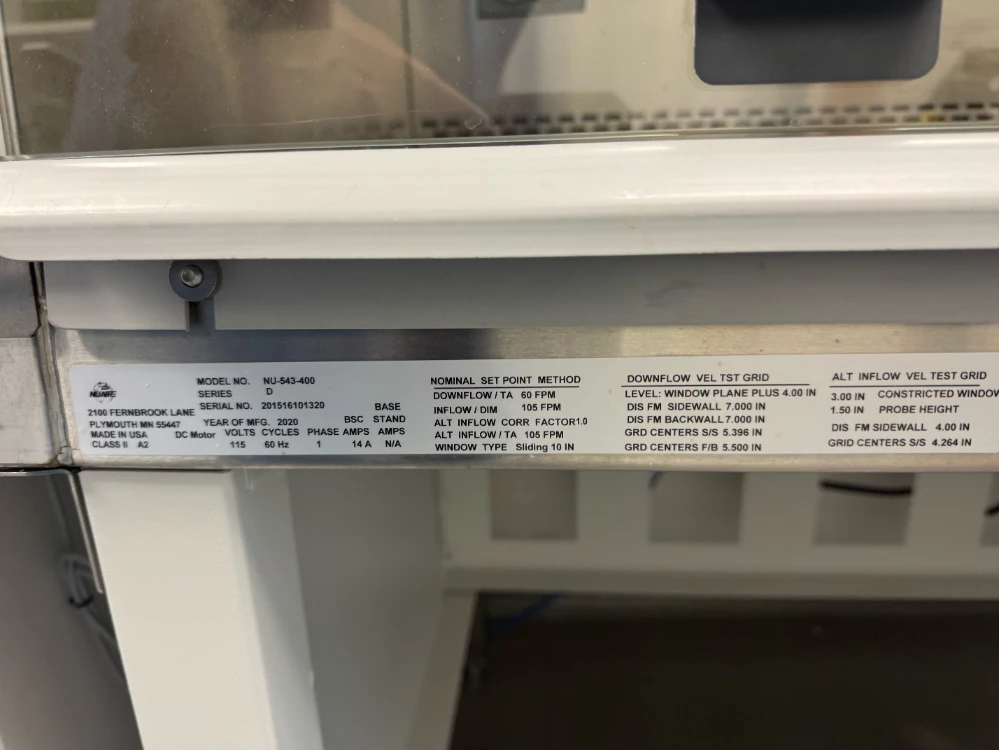 NUAIRE
2100 FERNBROOK LANE
PLYMOUTH MN 55447
MADE IN USA
CLASS II A2
MODEL NO. NU-543-400
SERIES D
SERIAL NO. 201516101320
YEAR OF MFG. 2020
BASE
BSC STAND
DC Motor VOLTS CYCLES PHASE AMPS AMPS
115 60 Hz 1 14 A N/A
NOMINAL SET POINT METHOD
DOWNFLOW / TA 60 FPM
INFLOW / DIM 105 FPM
ALT INFLOW CORR FACTOR1.0
ALT INFLOW / TA 105 FPM
WINDOW TYPE Sliding 10 IN
DOWNFLOW VEL TST GRID
LEVEL: WINDOW PLANE PLUS 4.00 IN
DIS FM SIDEWALL 7.000 IN
DIS FM BACKWALL 7.000 IN
GRD CENTERS S/S 5.396 IN
GRD CENTERS F/B 5.500 IN
ALT INFLOW VEL TEST GRID
3.00 IN CONSTRICTED WINDOW
1.50 IN PROBE HEIGHT
DIS FM SIDEWALL 4.00 IN
GRID CENTERS S/S 4.264 IN